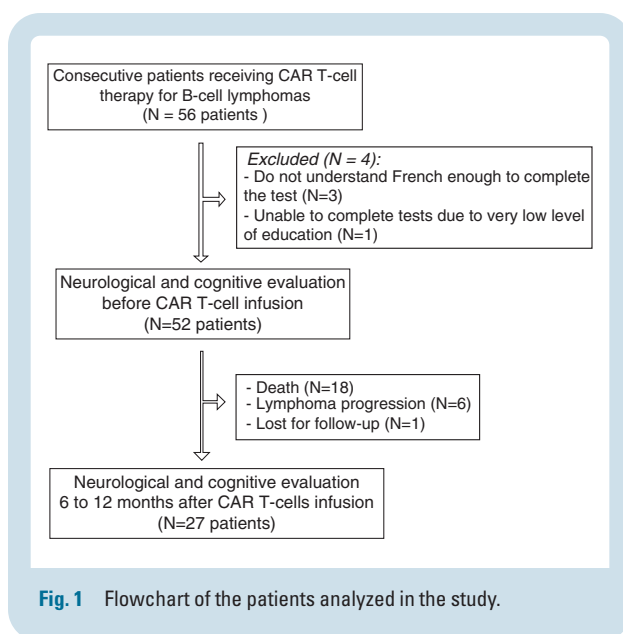 Consecutive patients receiving CAR T-cell
therapy for B-cell lymphomas
(N = 56 patients )
Excluded (N = 4):
- Do not understand French enough to complete
the test (N=3)
- Unable to complete tests due to very low level
of education (N=1)
Neurological and cognitive evaluation
before CAR T-cell infusion
(N=52 patients)
- Death (N=18)
- Lymphoma progression (N=6)
- Lost for follow-up (N=1)
Neurological and cognitive evaluation
6 to 12 months after CAR T-cells infusion
(N=27 patients)
Fig. 1 Flowchart of the patients analyzed in the study.